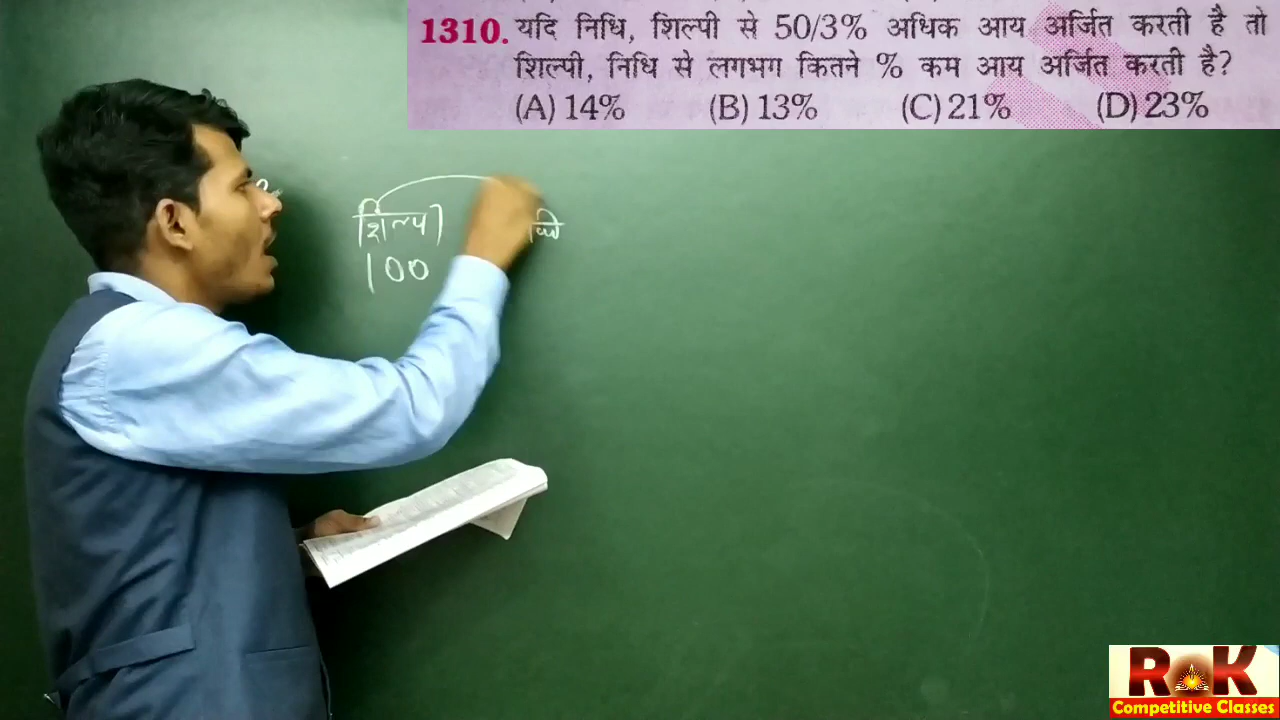 1310. यदि निधि, शिल्पी से 50/3% अधिक आय अर्जित करती है तो
शिल्पी, निधि से लगभग कितने % कम आय अर्जित करती है?
(A) 14% (B) 13% (C) 21% (D) 23%
शिल्पी
100
RK
Competitive Classes